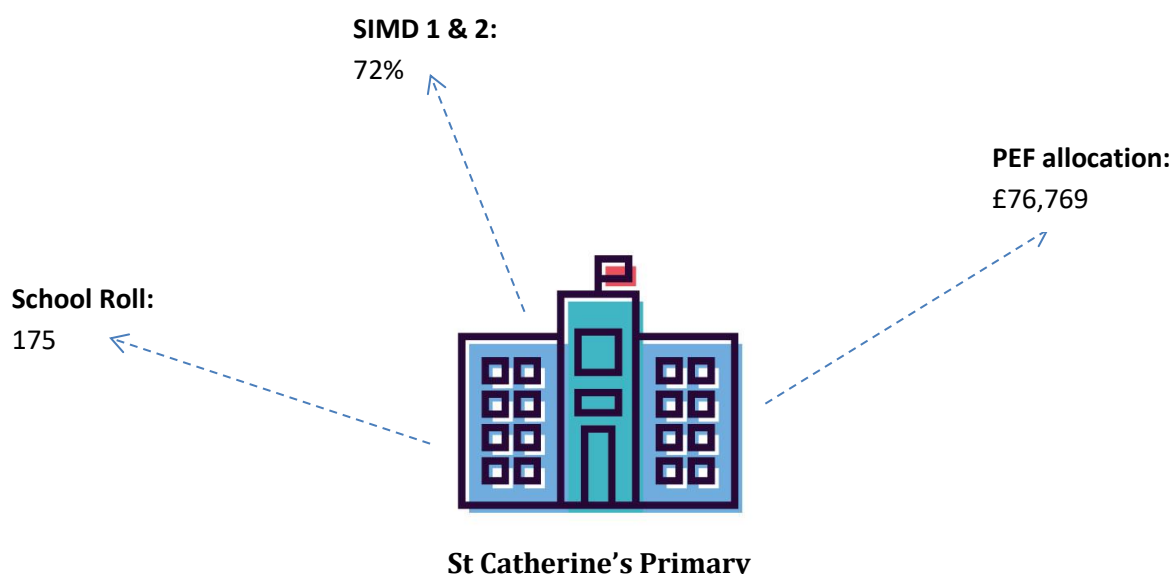 SIMD 1 & 2:
72%
PEF allocation:
£76,769
School Roll:
175
St Catherine’s Primary